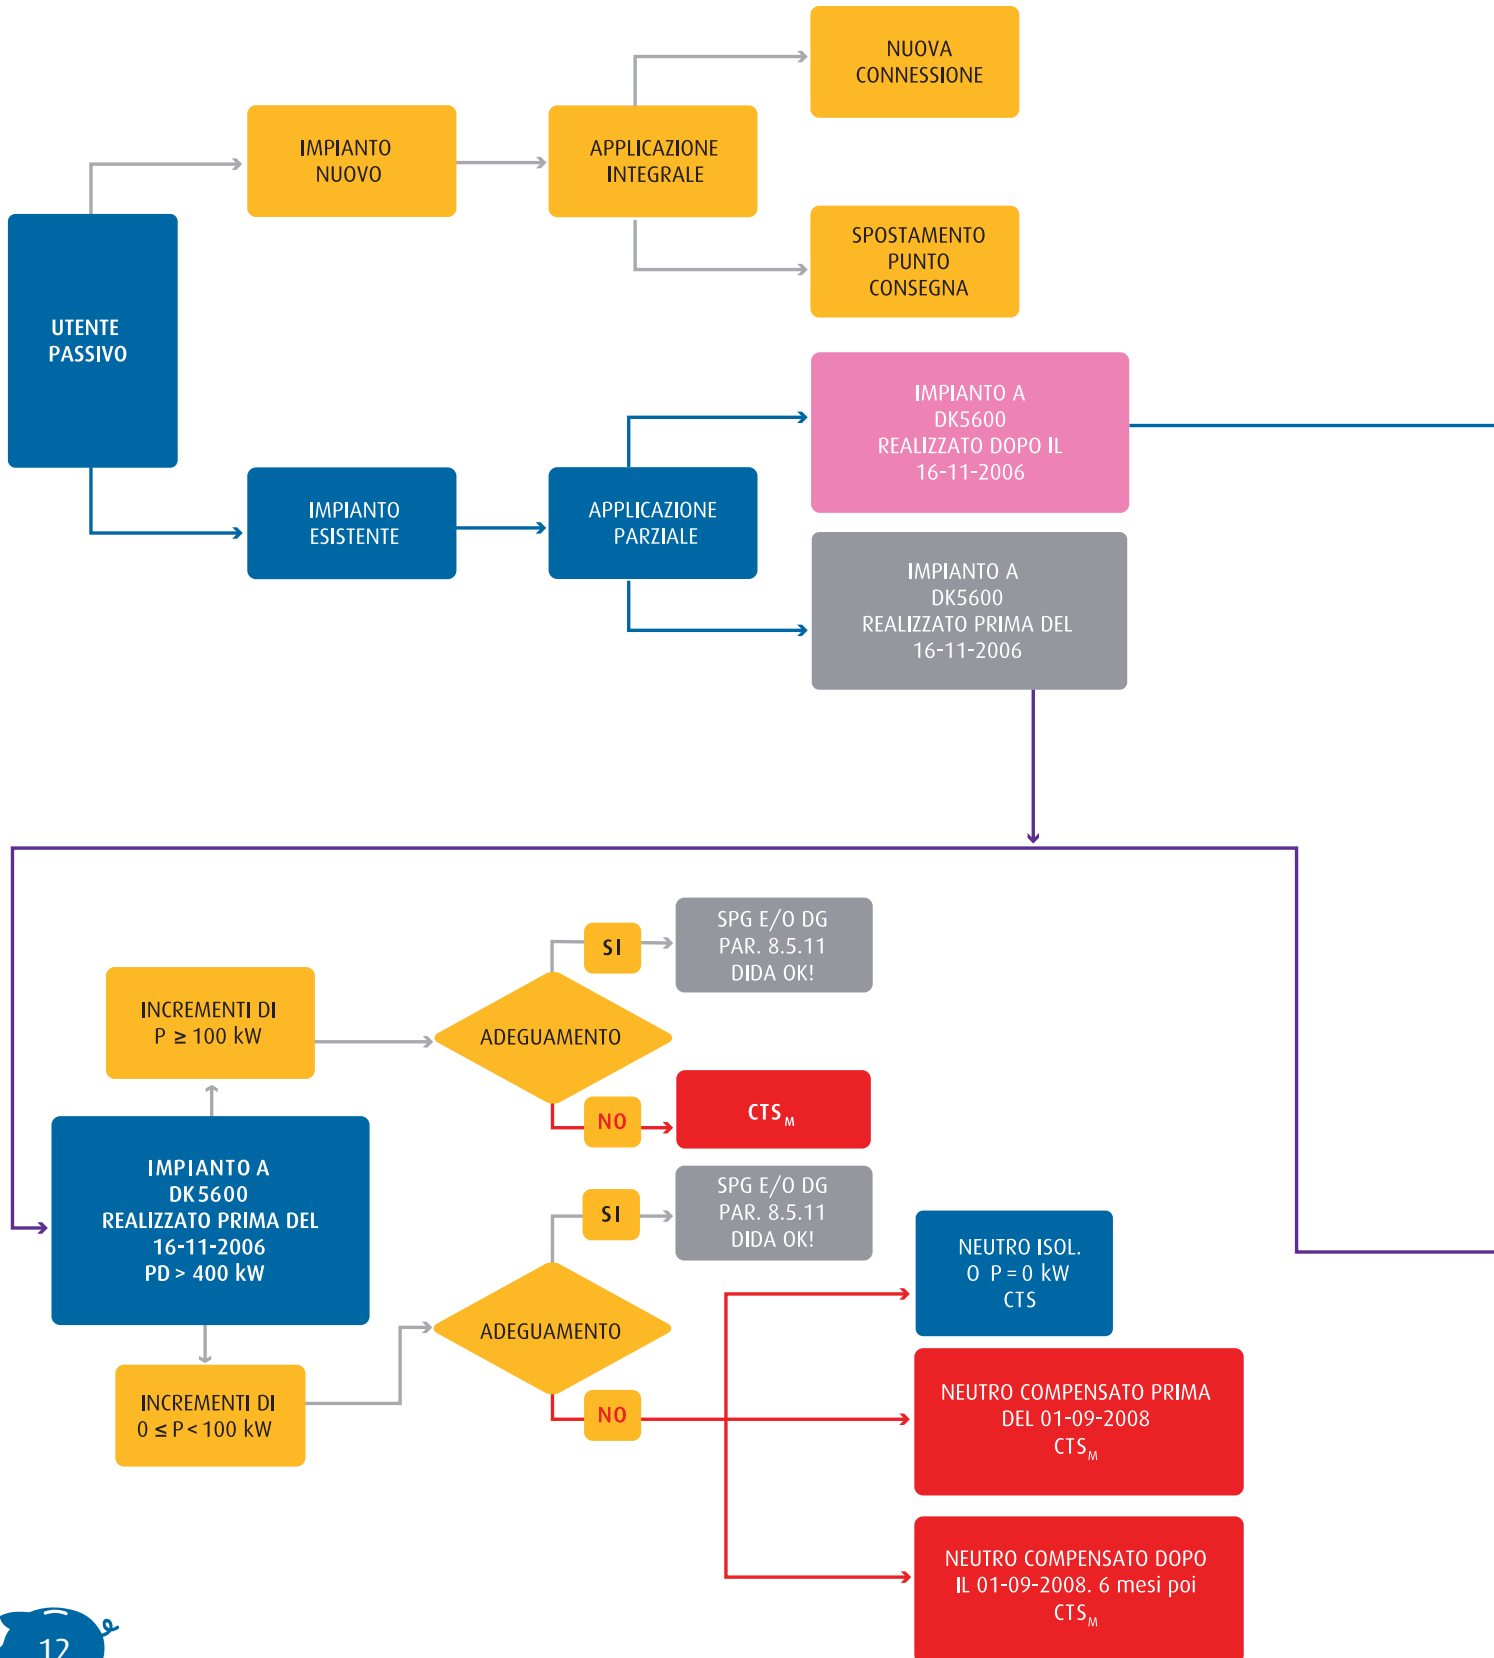 NUOVA
CONNESSIONE
IMPIANTO
NUOVO
APPLICAZIONE
INTEGRALE
SPOSTAMENTO
PUNTO
CONSEGNA
UTENTE
PASSIVO
IMPIANTO A
DK5600
REALIZZATO DOPO IL
16-11-2006
IMPIANTO
ESISTENTE
APPLICAZIONE
PARZIALE
IMPIANTO A
DK5600
REALIZZATO PRIMA DEL
16-11-2006
SI
SPG E/O DG
PAR. 8.5.11
DIDA OK!
INCREMENTI DI
P ≥ 100 kW
ADEGUAMENTO
NO
CTS M
IMPIANTO A
DK5600
REALIZZATO PRIMA DEL
16-11-2006
PD > 400 kW
SI
SPG E/O DG
PAR. 8.5.11
DIDA OK!
NEUTRO ISOL.
O P = 0 kW
CTS
ADEGUAMENTO
INCREMENTI DI
0 ≤ P < 100 kW
NO
NEUTRO COMPENSATO PRIMA
DEL 01-09-2008
CTS M
NEUTRO COMPENSATO DOPO
IL 01-09-2008. 6 mesi poi
CTS M
12